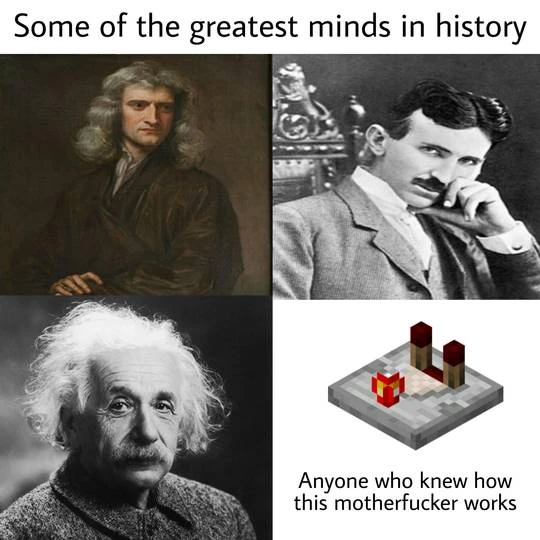 Some of the greatest minds in history
Anyone who knew how
this motherfucker works